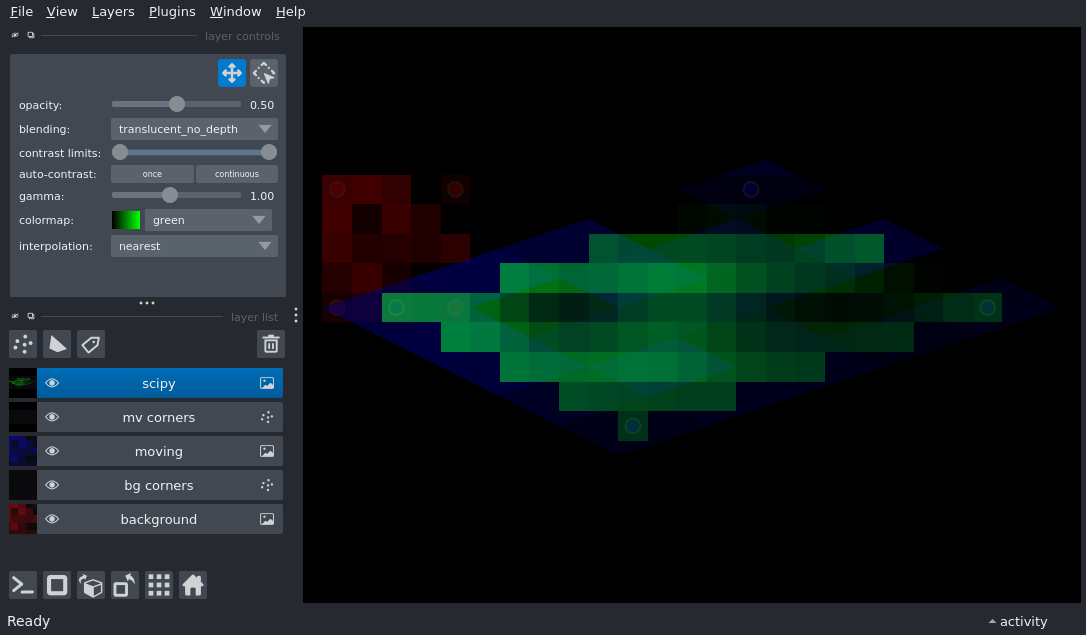 File View Layers Plugins Window Help
layer controls
opacity: 0.50
blending: translucent_no_depth
contrast limits:
auto-contrast: once continuous
gamma: 1.00
colormap: green
interpolation: nearest
layer list
scipy
mv corners
moving
bg corners
background
Ready activity